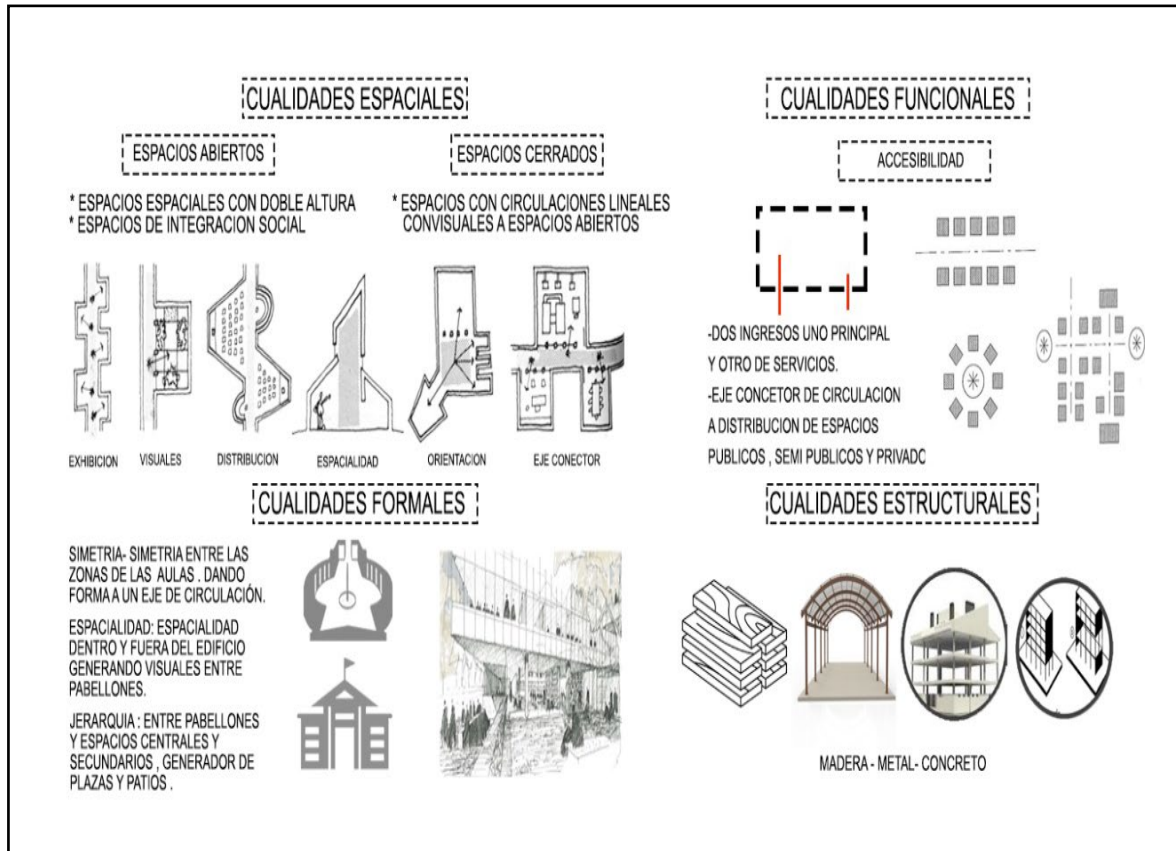 CUALIDADES ESPACIALES
ESPACIOS ABIERTOS
* ESPACIOS ESPACIALES CON DOBLE ALTURA
* ESPACIOS DE INTEGRACION SOCIAL
ESPACIOS CERRADOS
* ESPACIOS CON CIRCULACIONES LINEALES
CONVISUALES A ESPACIOS ABIERTOS
EXHIBICION
VISUALES
DISTRIBUCION
ESPACIALIDAD
ORIENTACION
EJE CONECTOR
CUALIDADES FUNCIONALES
ACCESIBILIDAD
-DOS INGRESOS UNO PRINCIPAL
Y OTRO DE SERVICIOS.
-EJE CONCETOR DE CIRCULACION
A DISTRIBUCION DE ESPACIOS
PUBLICOS , SEMI PUBLICOS Y PRIVADC
CUALIDADES FORMALES
SIMETRIA- SIMETRIA ENTRE LAS
ZONAS DE LAS AULAS . DANDO
FORMA A UN EJE DE CIRCULACIÓN.
ESPACIALIDAD: ESPACIALIDAD
DENTRO Y FUERA DEL EDIFICIO
GENERANDO VISUALES ENTRE
PABELLONES.
JERARQUIA : ENTRE PABELLONES
Y ESPACIOS CENTRALES Y
SECUNDARIOS , GENERADOR DE
PLAZAS Y PATIOS .
CUALIDADES ESTRUCTURALES
MADERA - METAL- CONCRETO